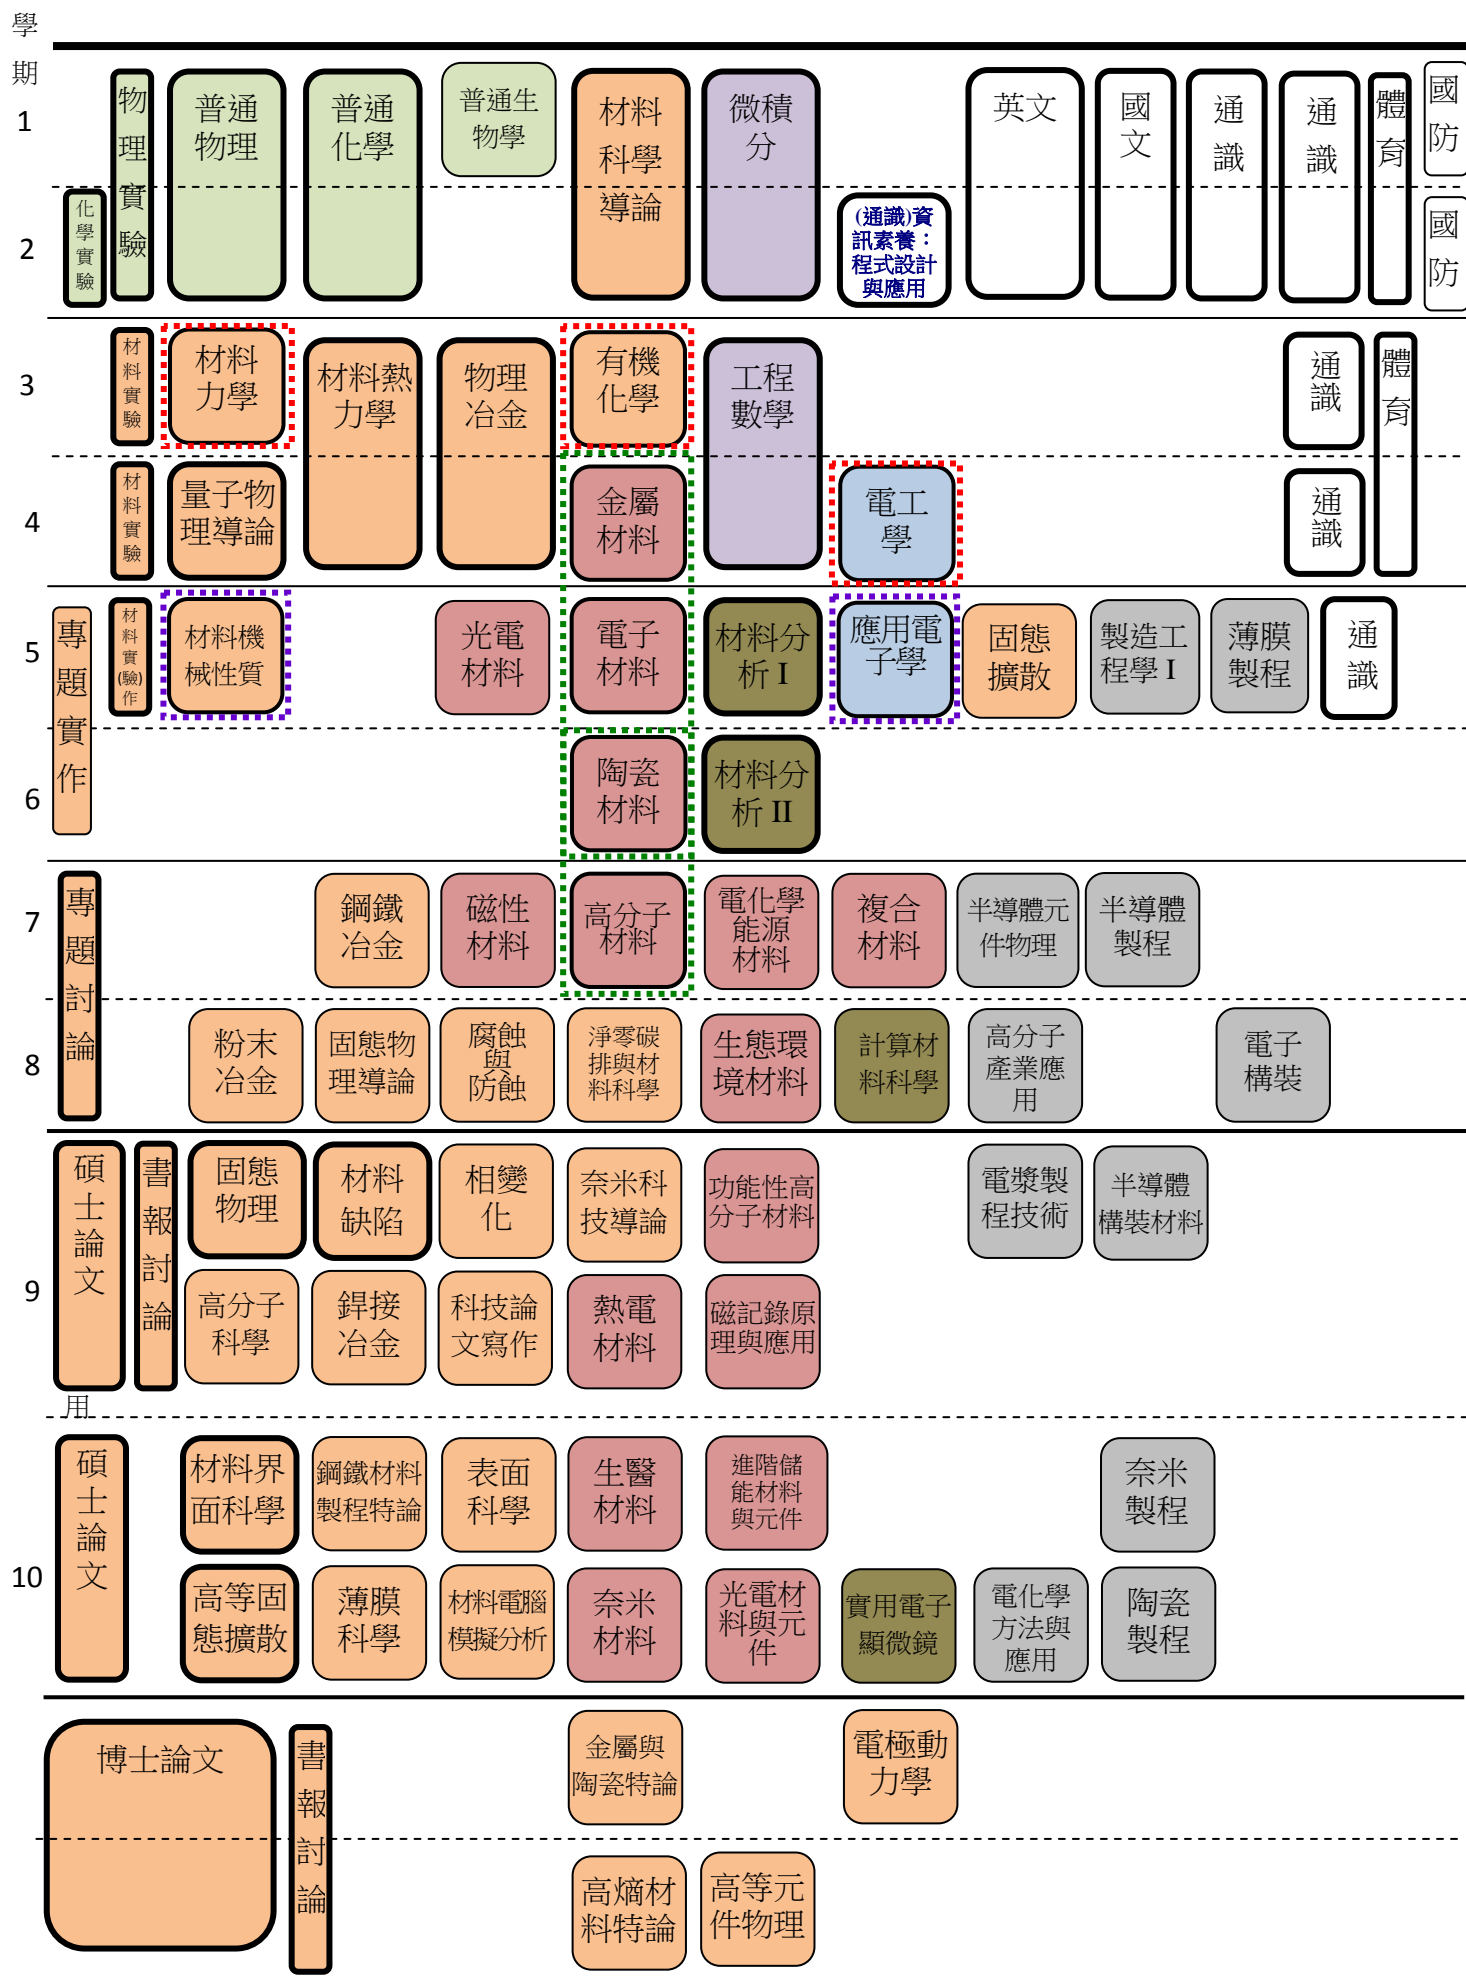 學
期
1
物
理
實
驗
普通
物理
普通
化學
普通生
物學
材料
科學
導論
微積
分
英文
國
文
通
識
通
識
體
育
國
防
2
化
學
實
驗
(通識)資
訊素養：
程式設計
與應用
國
防
3
材
料
實
驗
材料
力學
材料熱
力學
物理
冶金
有機
化學
工程
數學
通
識
體
育
4
材
料
實
驗
量子物
理導論
金屬
材料
電工
學
通
識
5
專
題
實
作
材
料
實
(驗)
作
材料機
械性質
光電
材料
電子
材料
材料分
析 I
應用電
子學
固態
擴散
製造工
程學 I
薄膜
製程
通
識
6
陶瓷
材料
材料分
析 II
7
專
題
討
論
鋼鐵
冶金
磁性
材料
高分子
材料
電化學
能源
材料
複合
材料
半導體元
件物理
半導體
製程
8
粉末
冶金
固態物
理導論
腐蝕
與
防蝕
淨零碳
排與材
料科學
生態環
境材料
計算材
料科學
高分子
產業應
用
電子
構裝
9
碩
士
論
文
書
報
討
論
固態
物理
材料
缺陷
相變
化
奈米科
技導論
功能性高
分子材料
電漿製
程技術
半導體
構裝材料
高分子
科學
銲接
冶金
科技論
文寫作
熱電
材料
磁記錄原
理與應用
用
10
碩
士
論
文
材料界
面科學
鋼鐵材料
製程特論
表面
科學
生醫
材料
進階儲
能材料
與元件
奈米
製程
高等固
態擴散
薄膜
科學
材料電腦
模擬分析
奈米
材料
光電材
料與元
件
實用電子
顯微鏡
電化學
方法與
應用
陶瓷
製程
博士論文
書
報
討
論
金屬與
陶瓷特論
電極動
力學
高熵材
料特論
高等元
件物理